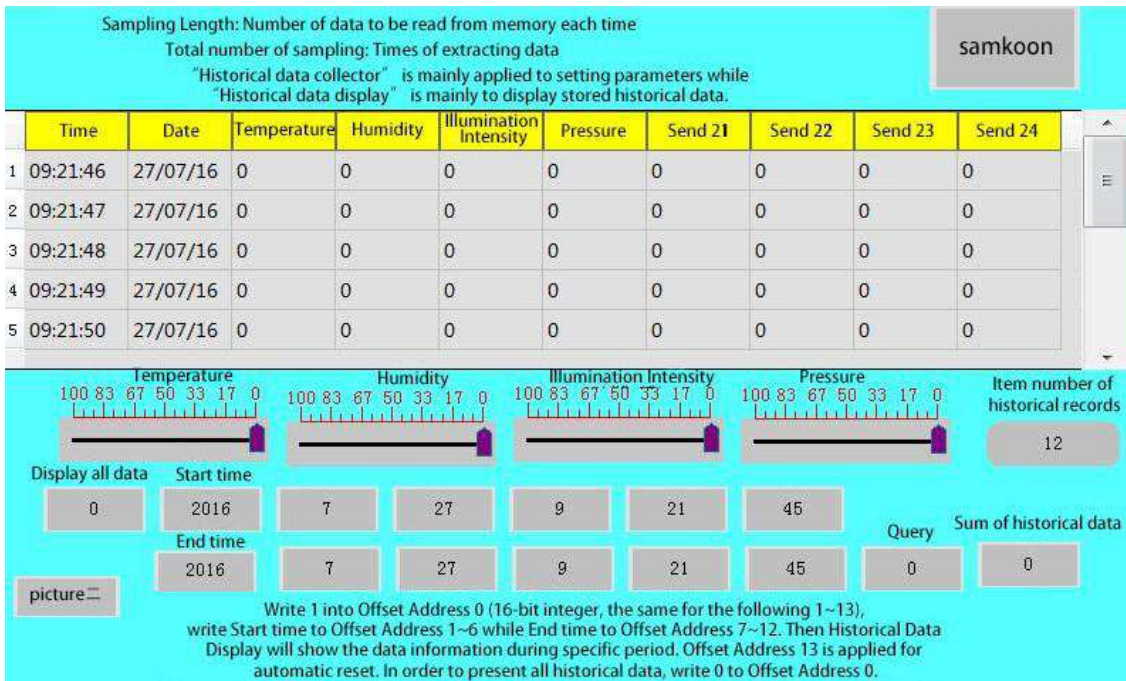 Sampling Length: Number of data to be read from memory each time
Total number of sampling: Times of extracting data
"Historical data collector" is mainly applied to setting parameters while
"Historical data display" is mainly to display stored historical data.
samkoon
Time Date Temperature Humidity Illumination Intensity Pressure Send 21 Send 22 Send 23 Send 24
1 09:21:46 27/07/16 0 0 0 0 0 0 0 0
2 09:21:47 27/07/16 0 0 0 0 0 0 0 0
3 09:21:48 27/07/16 0 0 0 0 0 0 0 0
4 09:21:49 27/07/16 0 0 0 0 0 0 0 0
5 09:21:50 27/07/16 0 0 0 0 0 0 0 0
Temperature Humidity Illumination Intensity Pressure
100 83 67 50 33 17 0 100 83 67 50 33 17 0 100 83 67 50 33 17 0 100 83 67 50 33 17 0
Item number of
historical records
12
Display all data Start time
0 2016 7 27 9 21 45
End time Query Sum of historical data
2016 7 27 9 21 45 0 0
picture二
Write 1 into Offset Address 0 (16-bit integer, the same for the following 1~13),
write Start time to Offset Address 1~6 while End time to Offset Address 7~12. Then Historical Data
Display will show the data information during specific period. Offset Address 13 is applied for
automatic reset. In order to present all historical data, write 0 to Offset Address 0.